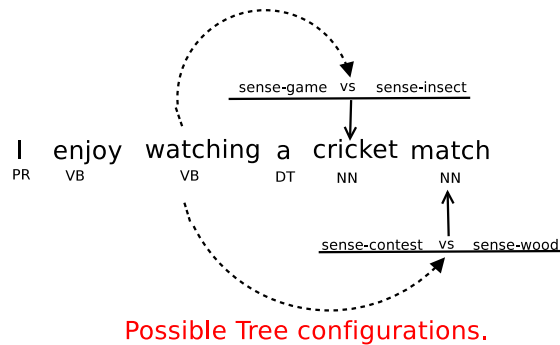 sense-game vs sense-insect
I enjoy watching a cricket match
PR VB VB DT NN NN
sense-contest vs sense-wood
Possible Tree configurations.